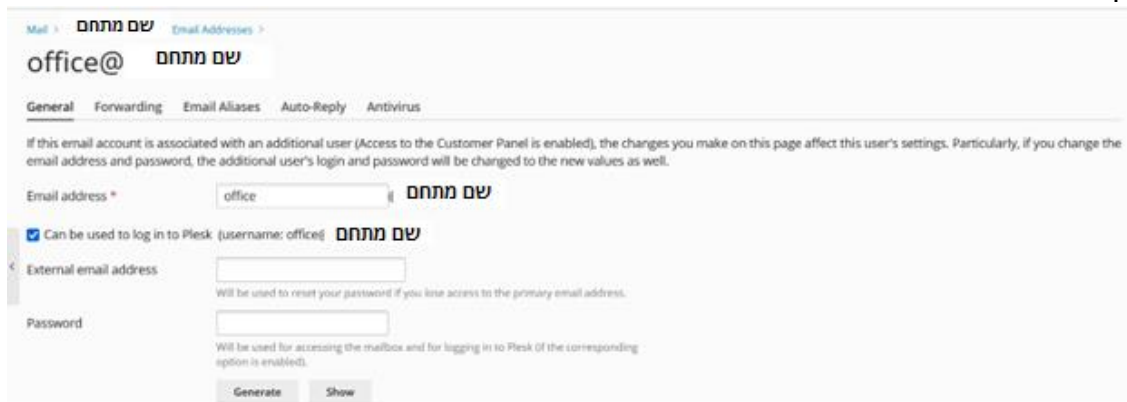 Mail > שם מתחם Email Addresses >
office@ שם מתחם
General Forwarding Email Aliases Auto-Reply Antivirus
If this email account is associated with an additional user (Access to the Customer Panel is enabled), the changes you make on this page affect this user's settings. Particularly, if you change the
email address and password, the additional user's login and password will be changed to the new values as well.
Email address * office שם מתחם
Can be used to log in to Plesk (username: office שם מתחם
External email address
Will be used to reset your password if you lose access to the primary email address.
Password
Will be used for accessing the mailbox and for logging in to Plesk (if the corresponding
option is enabled).
Generate Show